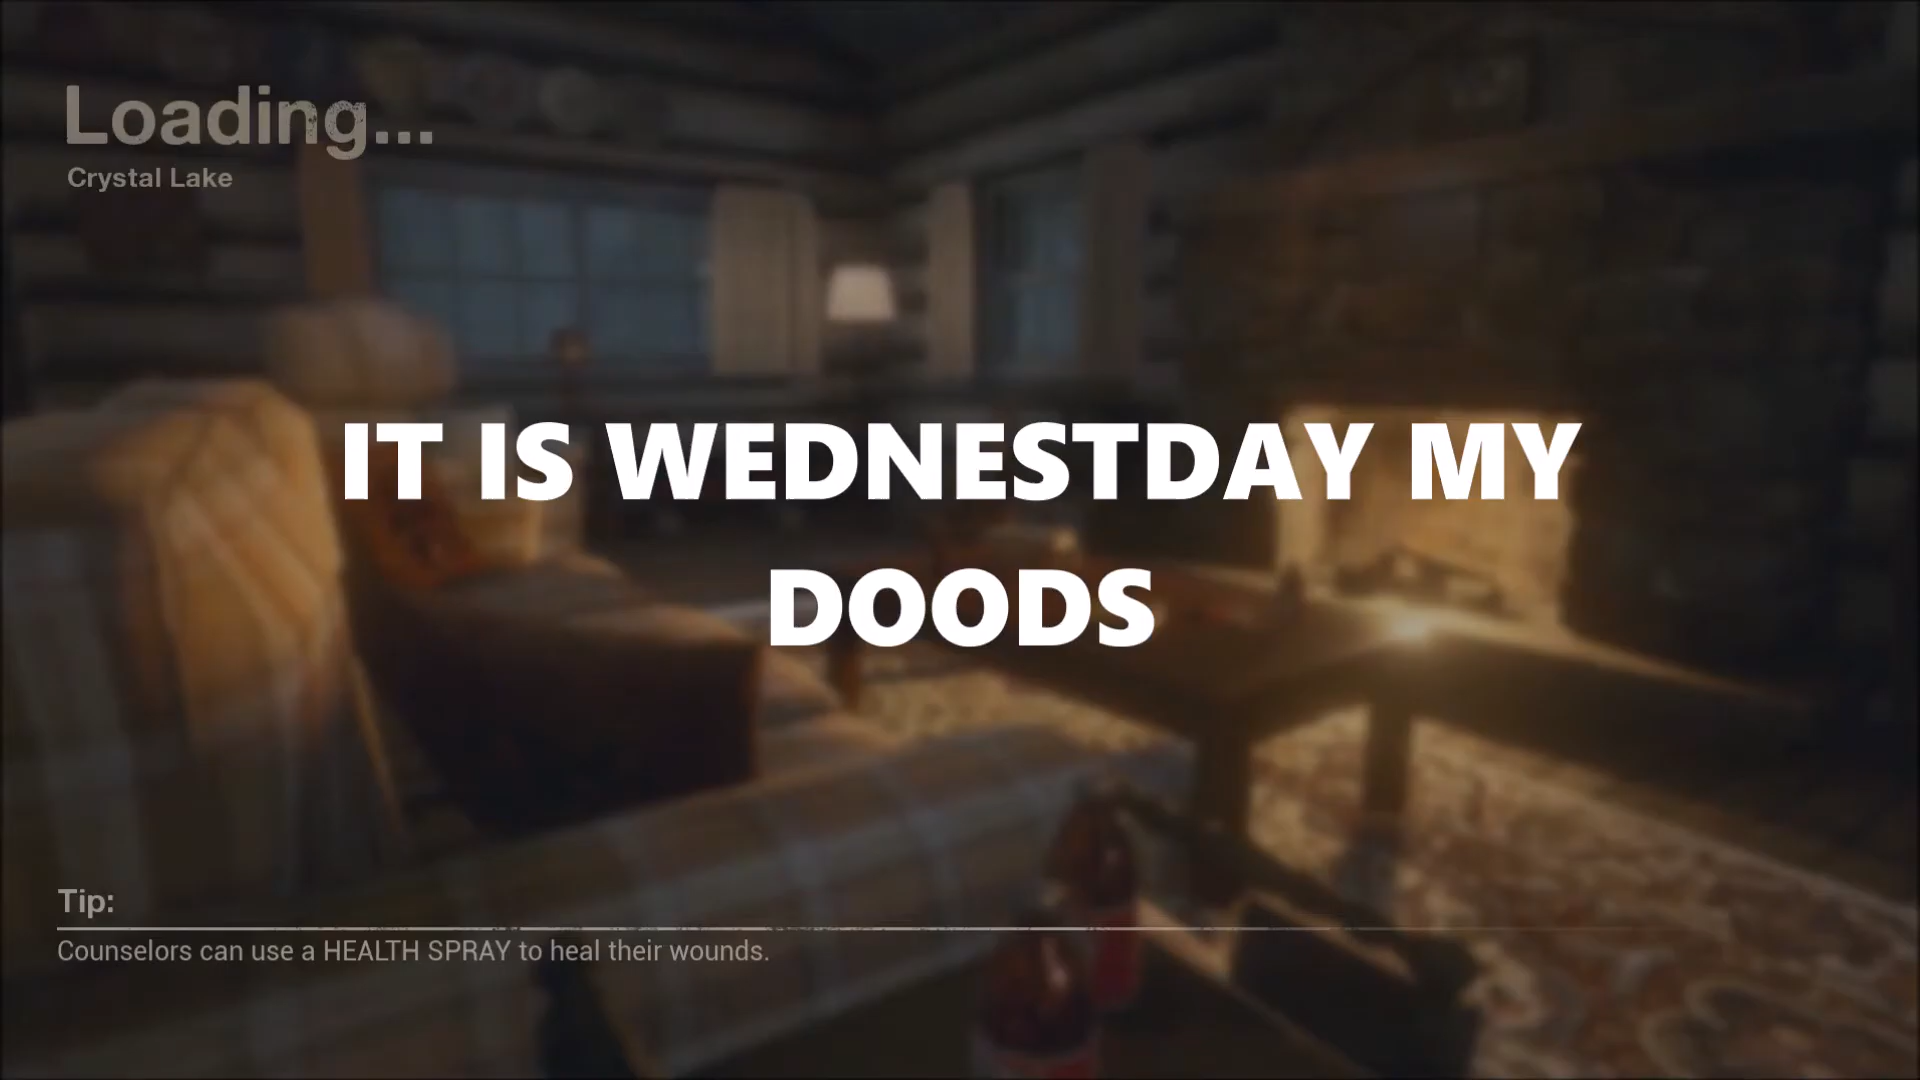 Loading...
Crystal Lake
IT IS WEDNESTDAY MY
DOODS
Tip:
Counselors can use a HEALTH SPRAY to heal their wounds.